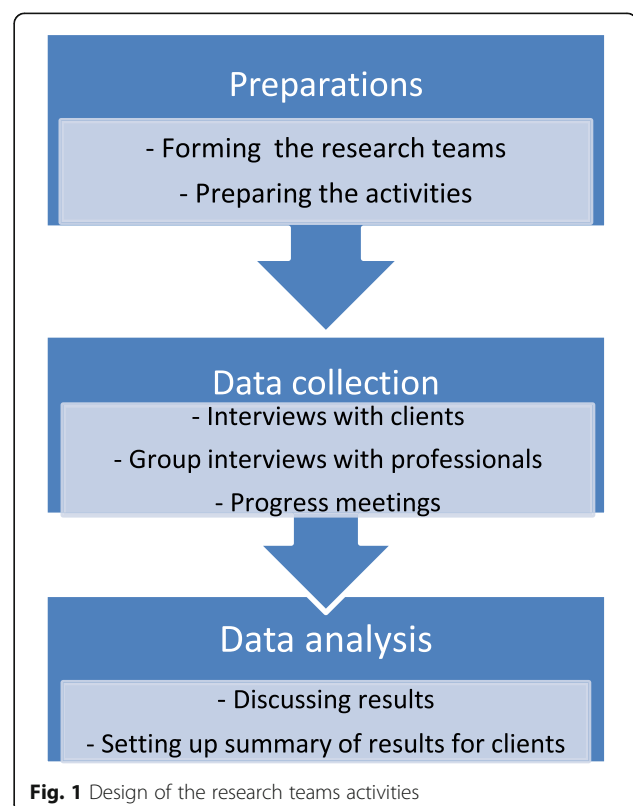 Preparations
- Forming the research teams
- Preparing the activities
Data collection
- Interviews with clients
- Group interviews with professionals
- Progress meetings
Data analysis
- Discussing results
- Setting up summary of results for clients
Fig. 1 Design of the research teams activities